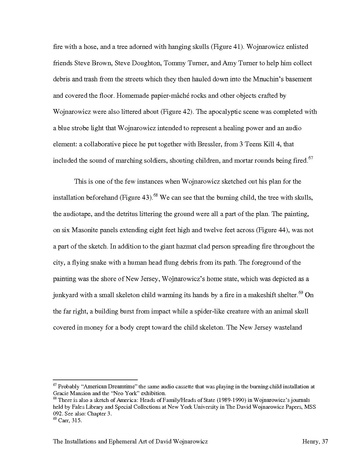 fire with a hose, and a tree adorned with hanging skulls (Figure 41). Wojnarowicz enlisted
friends Steve Brown, Steve Doughton, Tommy Turner, and Amy Turner to help him collect
debris and trash from the streets which they then hauled down into the Mnuchin's basement
and covered the floor. Homemade papier-mâché rocks and other objects crafted by
Wojnarowicz were also littered about (Figure 42). The apocalyptic scene was completed with
a blue strobe light that Wojnarowicz intended to represent a healing power and an audio
element: a collaborative piece he put together with Bressler, from 3 Teens Kill 4, that
included the sound of marching soldiers, shouting children, and mortar rounds being fired.57
This is one of the few instances when Wojnarowicz sketched out his plan for the
installation beforehand (Figure 43).58 We can see that the burning child, the tree with skulls,
the audiotape, and the detritus littering the ground were all a part of the plan. The painting,
on six Masonite panels extending eight feet high and twelve feet across (Figure 44), was not
a part of the sketch. In addition to the giant hazmat clad person spreading fire throughout the
city, a flying snake with a human head flung debris from its path. The foreground of the
painting was the shore of New Jersey, Wojnarowicz's home state, which was depicted as a
junkyard with a small skeleton child warming its hands by a fire in a makeshift shelter.59 On
the far right, a building burst from impact while a spider-like creature with an animal skull
covered in money for a body crept toward the child skeleton. The New Jersey wasteland
57 Probably "American Dreamtime" the same audio cassette that was playing in the burning child installation at
Gracie Mansion and the "Neo York" exhibition.
58 There is also a sketch of America: Heads of Family/Heads of State (1989-1990) in Wojnarowicz's journals
held by Fales Library and Special Collections at New York University in The David Wojnarowicz Papers, MSS
092. See also: Chapter 3.
59 Carr, 315.
The Installations and Ephemeral Art of David Wojnarowicz Henry, 37